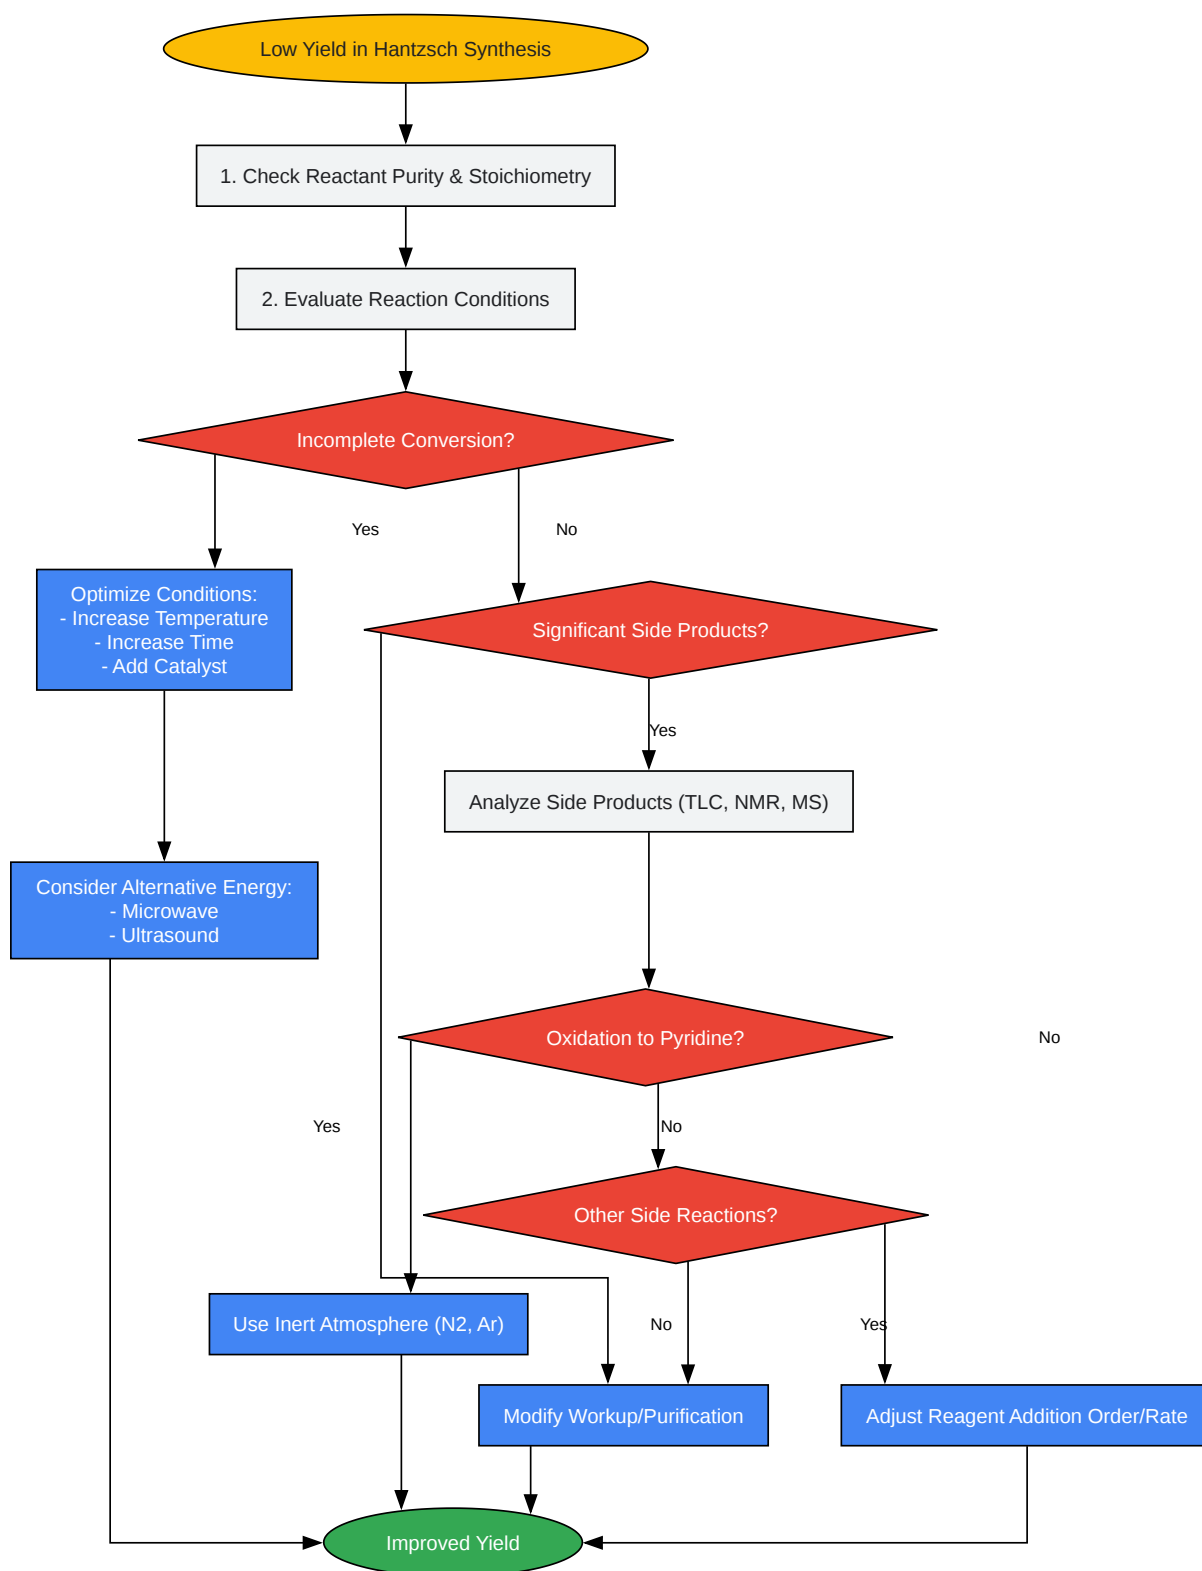 Low Yield in Hantzsch Synthesis
1. Check Reactant Purity & Stoichiometry
2. Evaluate Reaction Conditions
Incomplete Conversion?
Yes
No
Optimize Conditions:
- Increase Temperature
- Increase Time
- Add Catalyst
Significant Side Products?
Yes
Analyze Side Products (TLC, NMR, MS)
Consider Alternative Energy:
- Microwave
- Ultrasound
Oxidation to Pyridine?
No
Yes
No
Other Side Reactions?
Use Inert Atmosphere (N2, Ar)
No
Yes
Modify Workup/Purification
Adjust Reagent Addition Order/Rate
Improved Yield